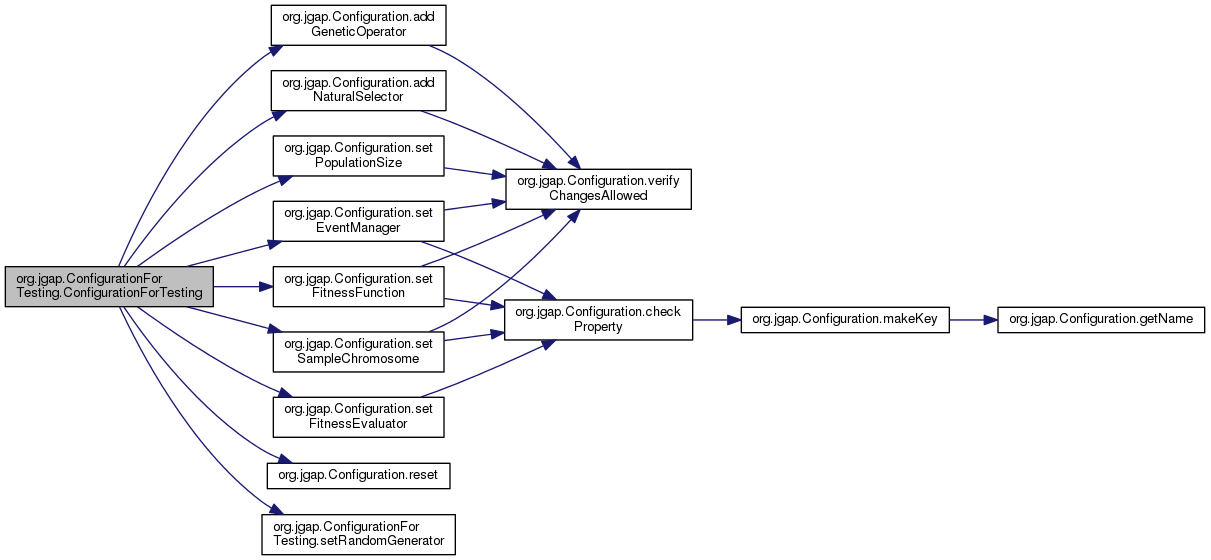 org.jgap.Configuration.add
GeneticOperator
org.jgap.Configuration.add
NaturalSelector
org.jgap.Configuration.set
PopulationSize
org.jgap.Configuration.verify
ChangesAllowed
org.jgap.Configuration.set
EventManager
org.jgap.ConfigurationFor
Testing.ConfigurationForTesting
org.jgap.Configuration.set
FitnessFunction
org.jgap.Configuration.check
Property
org.jgap.Configuration.makeKey
org.jgap.Configuration.getName
org.jgap.Configuration.set
SampleChromosome
org.jgap.Configuration.set
FitnessEvaluator
org.jgap.Configuration.reset
org.jgap.ConfigurationFor
Testing.setRandomGenerator